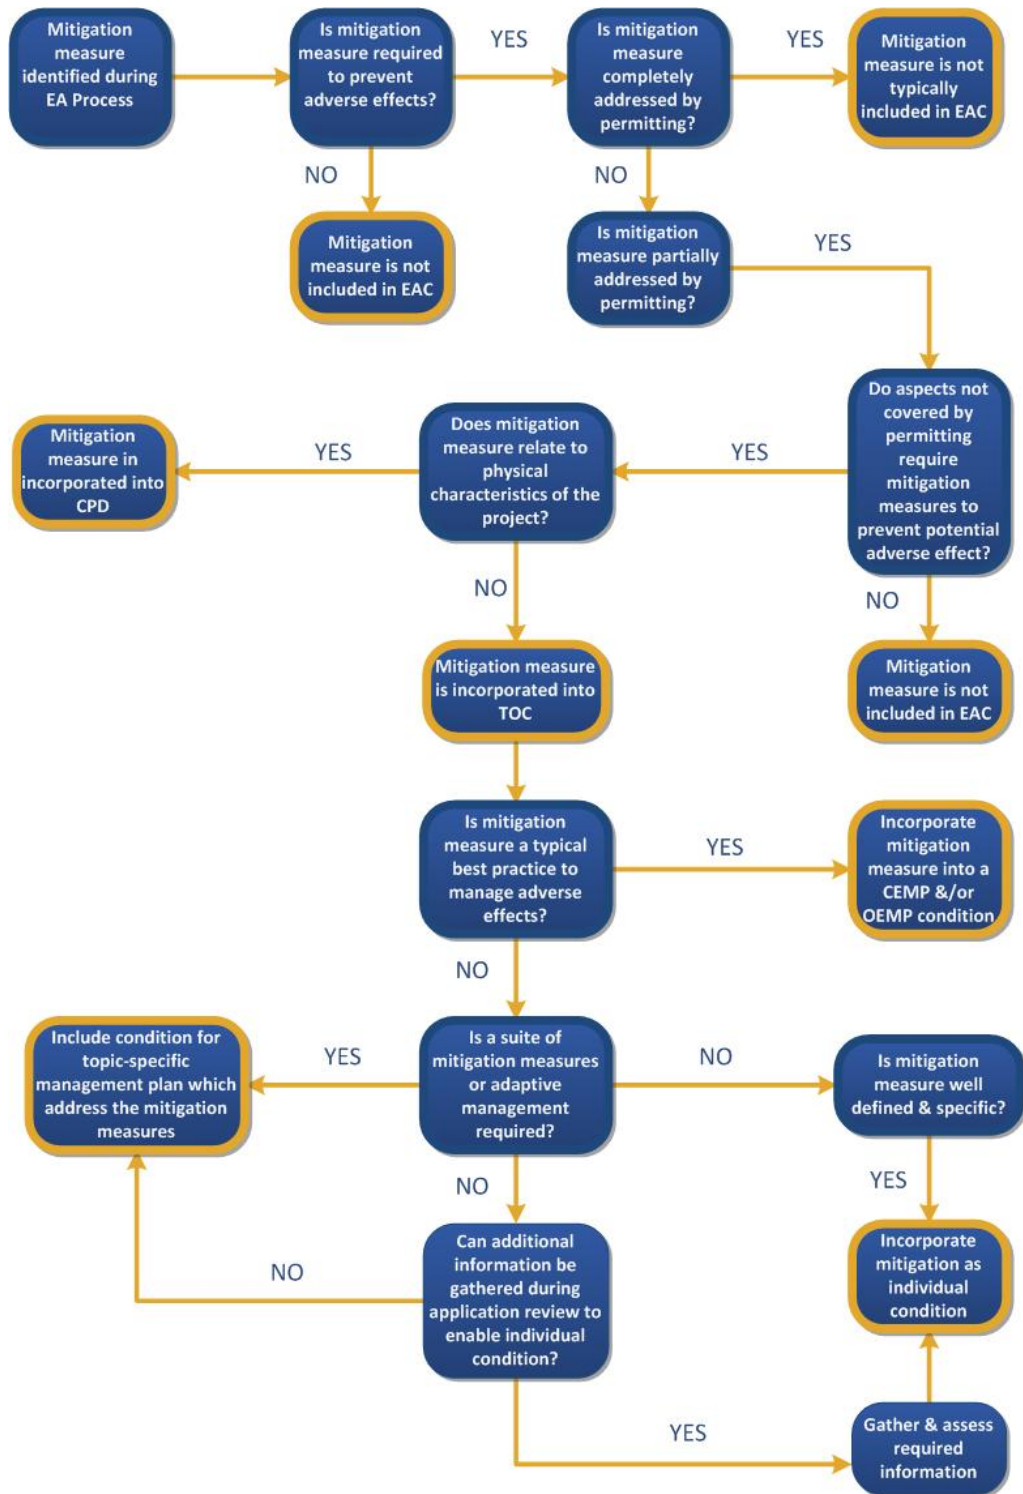 Mitigation
measure
identified during
EA Process
Is mitigation
measure required
to prevent
adverse effects?
YES
Is mitigation
measure
completely
addressed by
permitting?
YES
Mitigation
measure is not
typically
included in EAC
NO
NO
Mitigation
measure is not
included in EAC
Is mitigation
measure partially
addressed by
permitting?
YES
Do aspects not
covered by
permitting
require
mitigation
measures to
prevent potential
adverse effect?
YES
Does mitigation
measure relate to
physical
characteristics of the
project?
YES
Mitigation
measure in
incorporated into
CPD
NO
NO
Mitigation measure
is incorporated into
TOC
Mitigation
measure is not
included in EAC
Is mitigation
measure a typical
best practice to
manage adverse
effects?
YES
Incorporate
mitigation
measure into a
CEMP &/or
OEMP condition
NO
Include condition for
topic-specific
management plan which
address the mitigation
measures
YES
Is a suite of
mitigation measures
or adaptive
management
required?
NO
Is mitigation
measure well
defined & specific?
NO
YES
Can additional
information be
gathered during
application review to
enable individual
condition?
NO
Incorporate
mitigation as
individual
condition
YES
Gather & assess
required
information